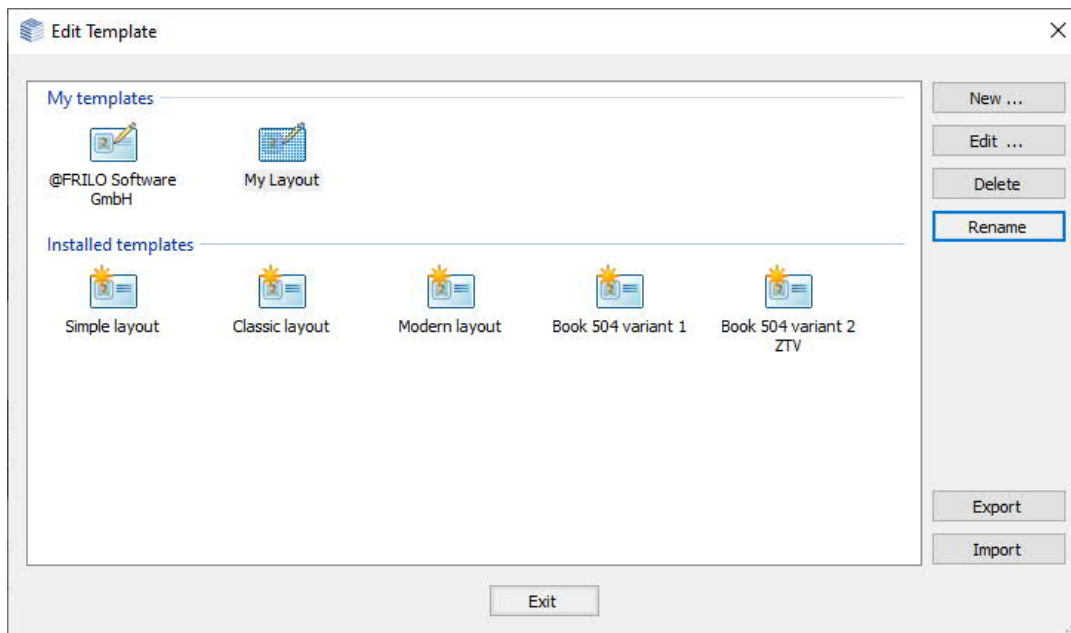 Edit Template
My templates
@FRILO Software
GmbH
My Layout
Installed templates
Simple layout
Classic layout
Modern layout
Book 504 variant 1
Book 504 variant 2
ZTV
New ...
Edit ...
Delete
Rename
Export
Import
Exit